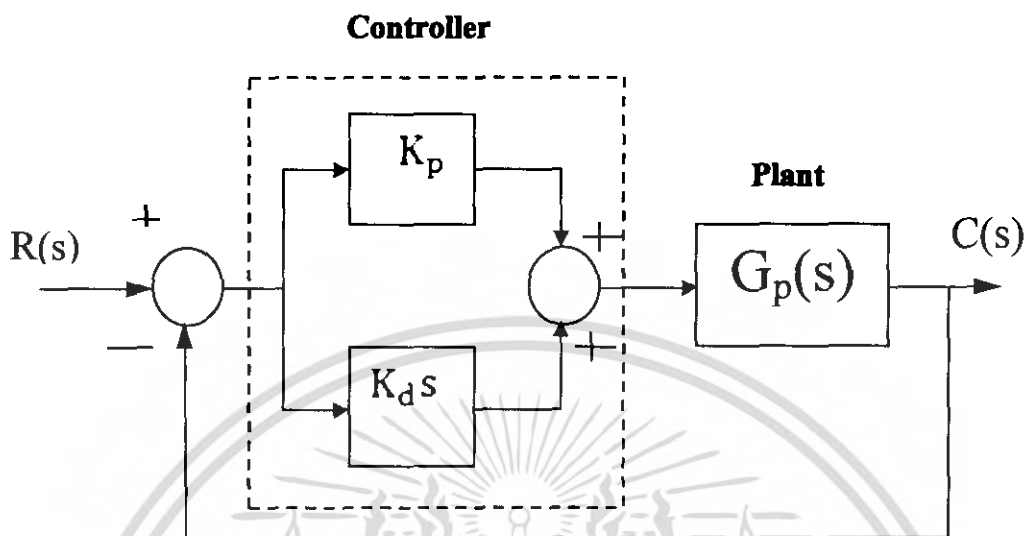 Controller
K_p
Plant
+
R(s)
+
C(s)
G_p(s)
−
+
K_d s